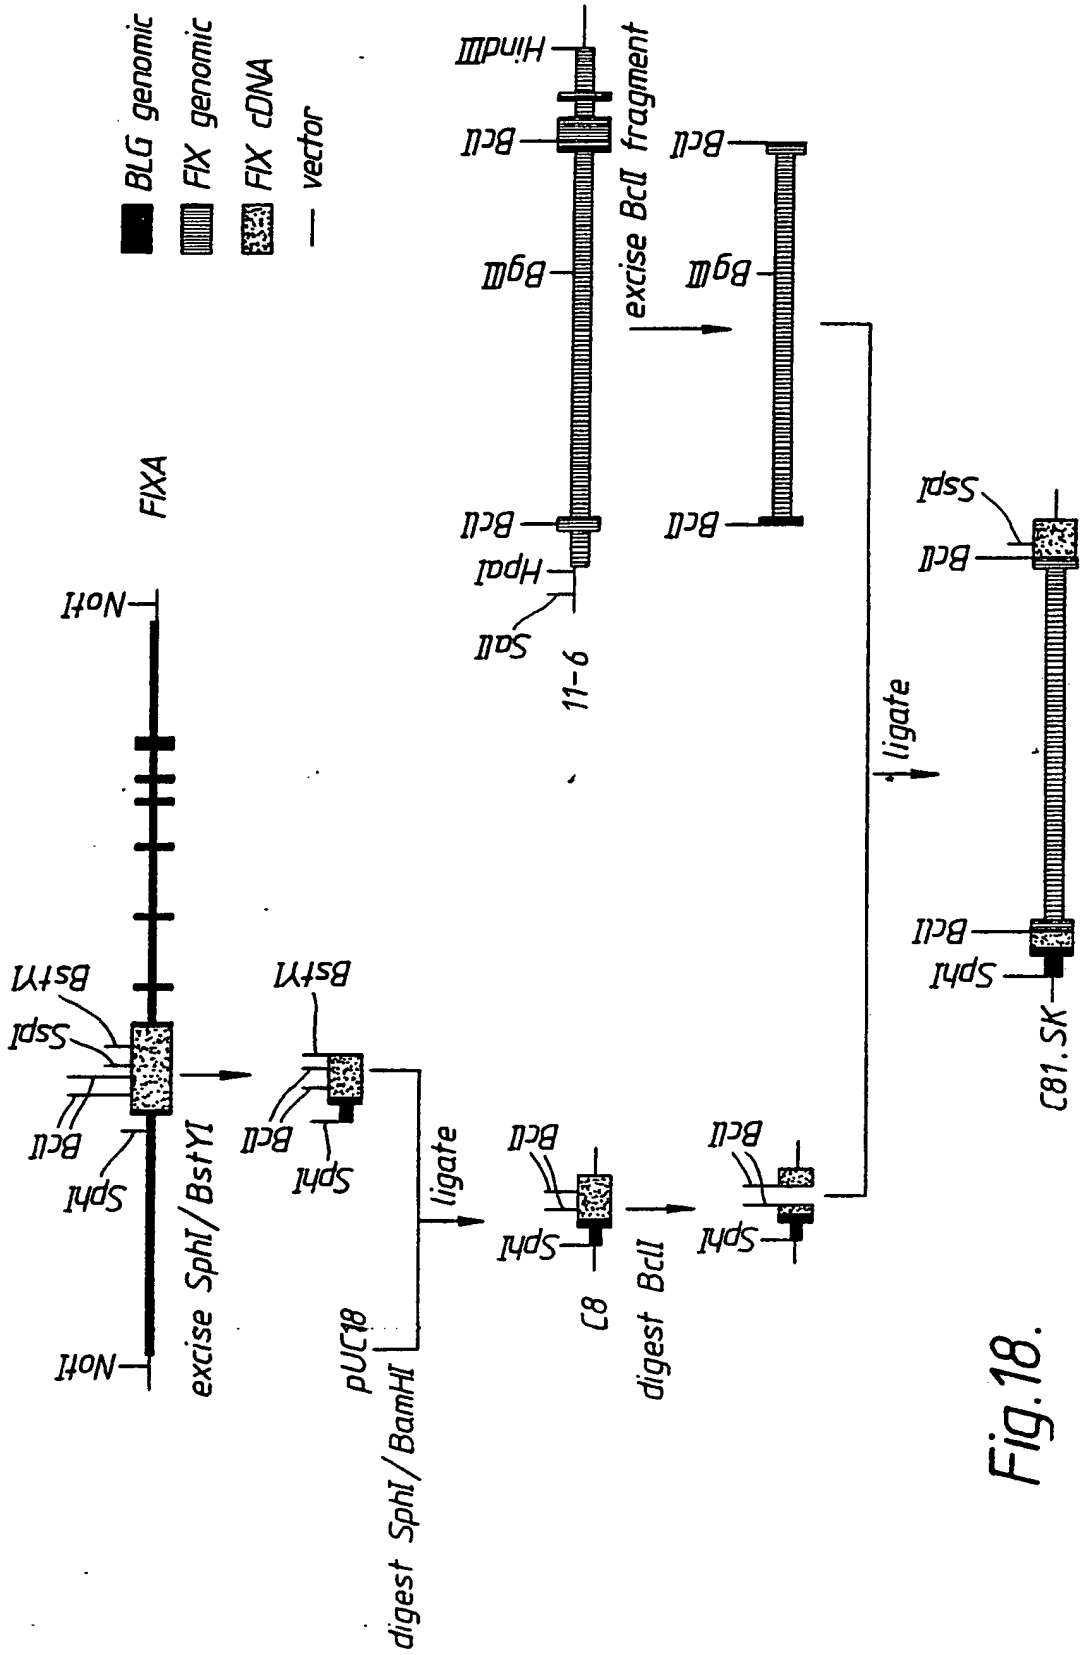 NotI
SphI
BclI
SspI
BstYI
NotI
FIXA
BLG genomic
FIX genomic
FIX cDNA
vector
excise SphI/BstYI
SphI
BclI
BstYI
pUC18
digest SphI/BamHI
ligate
SphI
BclI
C8
digest BclI
SphI
BclI
SalI
HpaI
BclI
BglII
BclI
HindIII
11-6
excise BclI fragment
BclI
BglII
BclI
ligate
SphI
BclI
BclI
SspI
C81.SK
Fig.18.